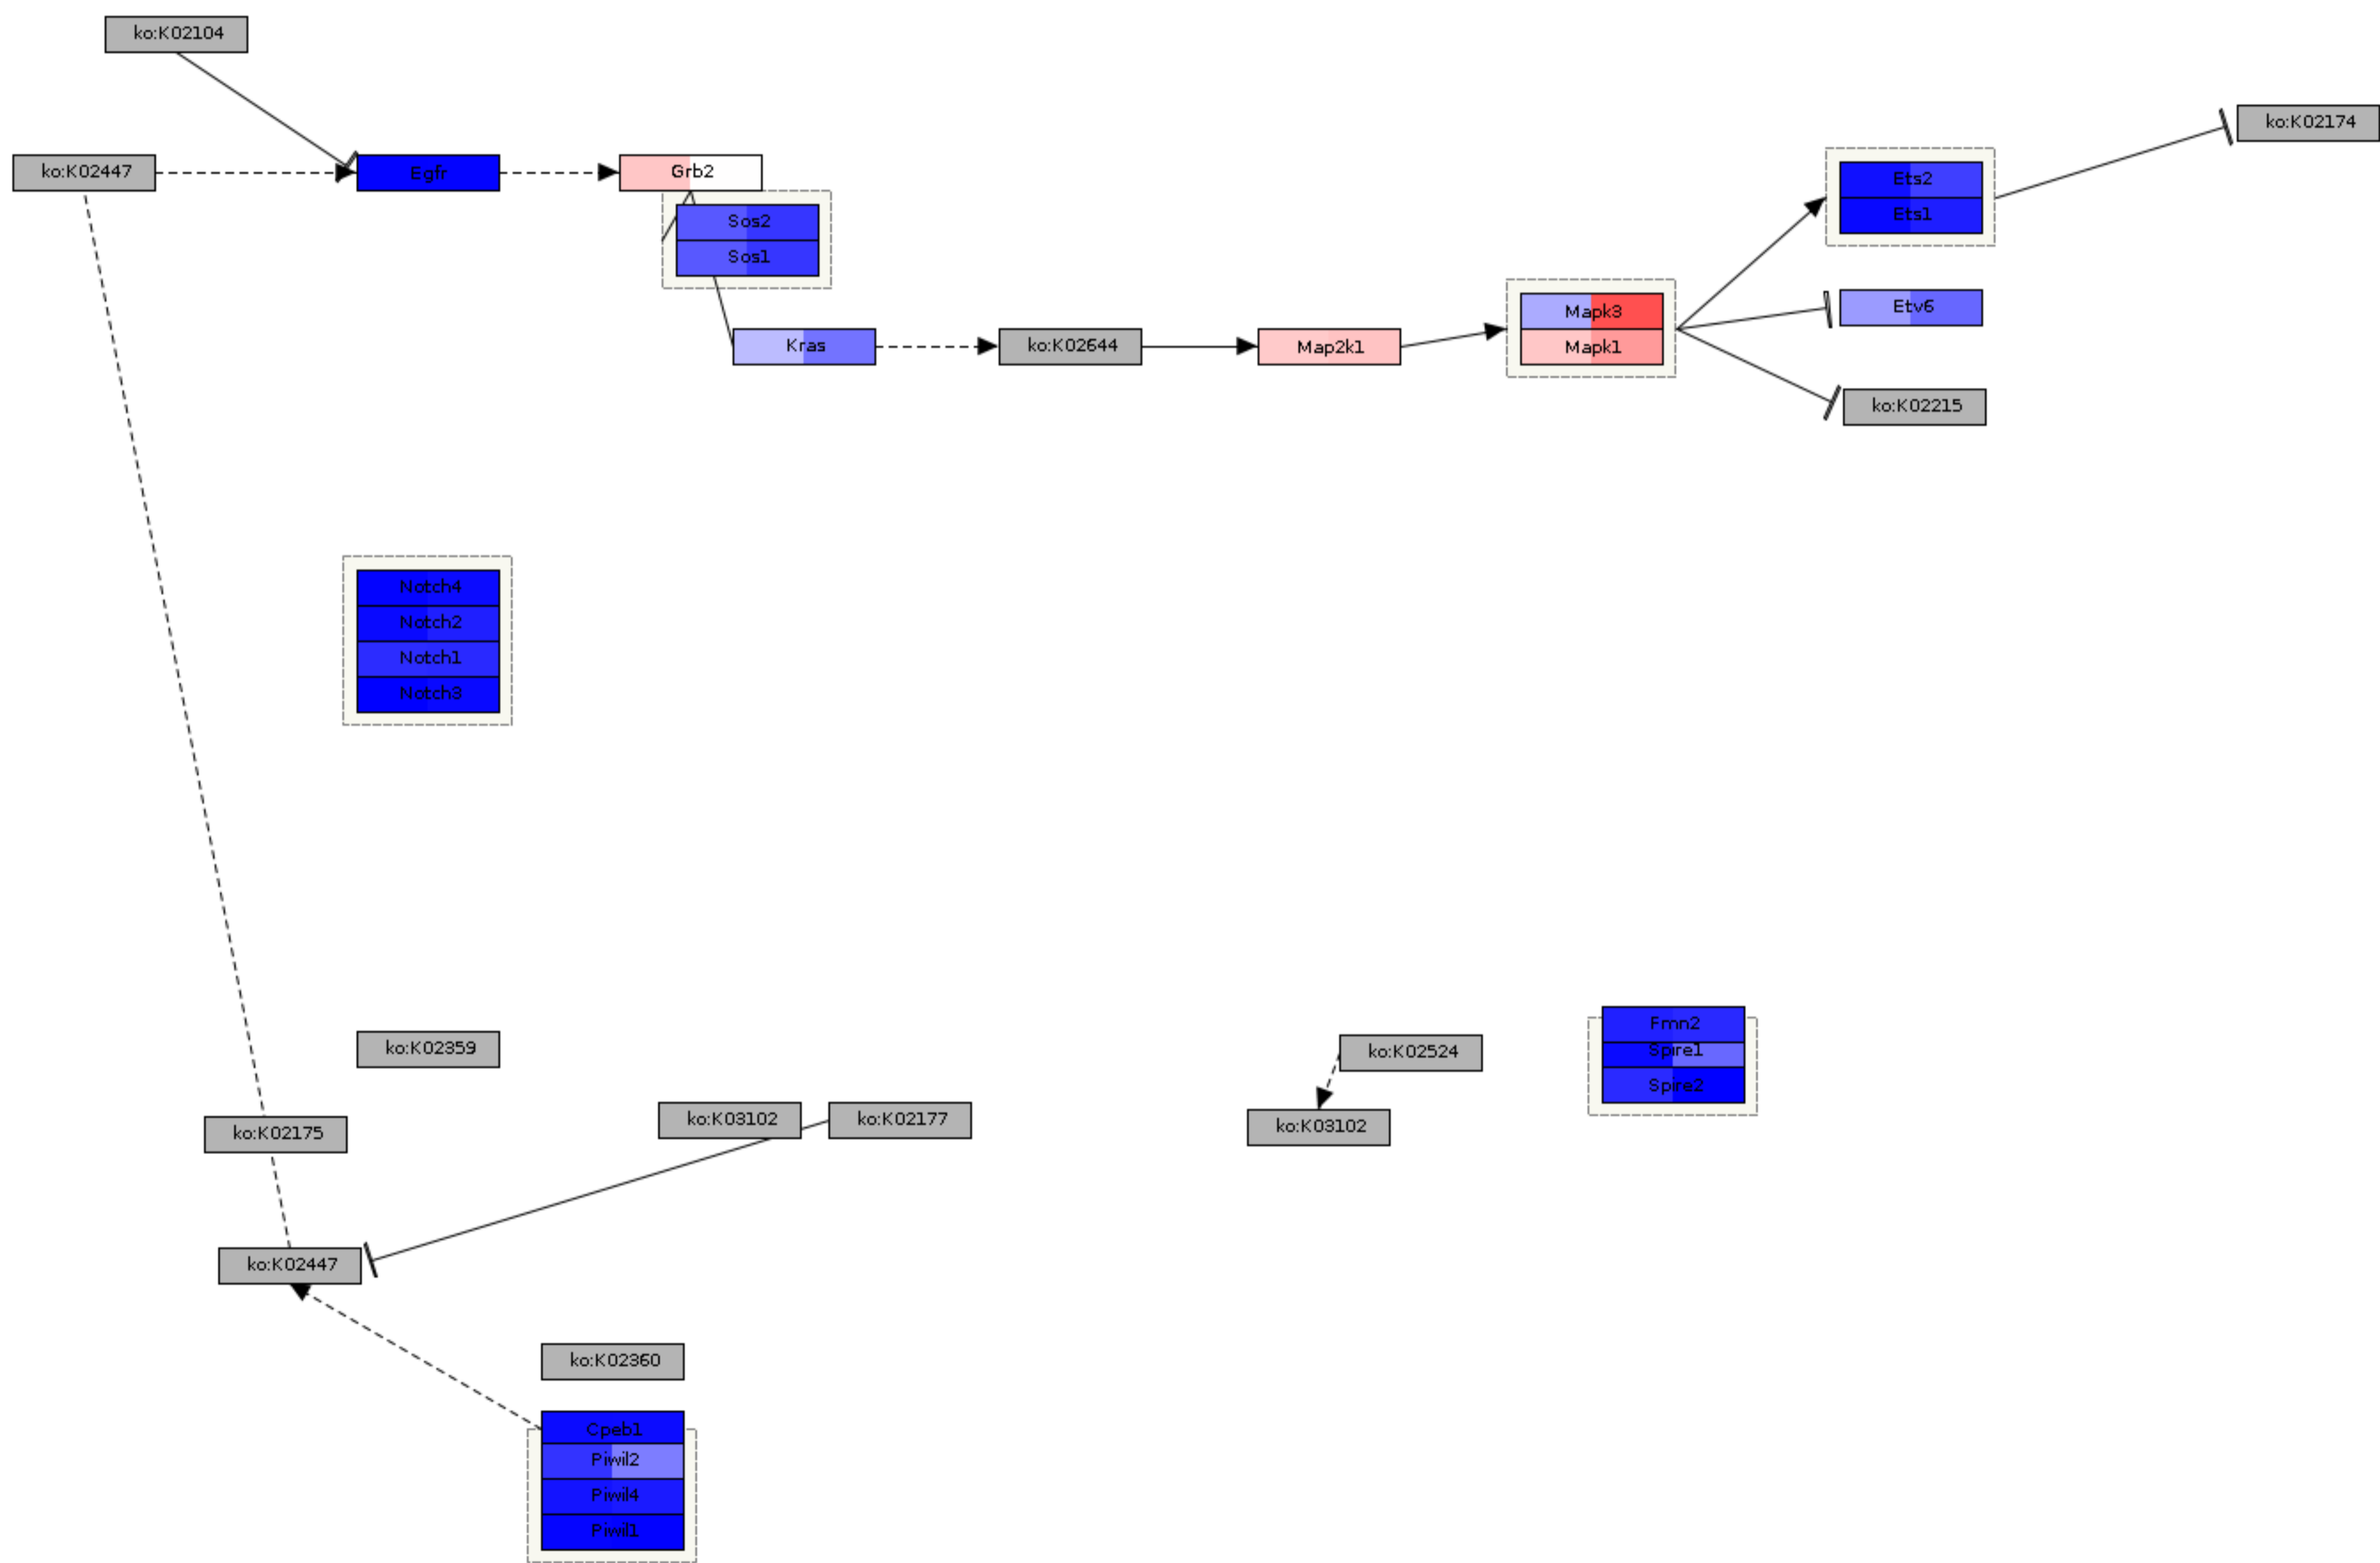 ko:K02104
ko:K02174
ko:K02447
Egfr
Grb2
Ets2
Ets1
Sos2
Sos1
Etv6
Mapk3
Mapk1
Kras
ko:K02644
Map2k1
ko:K02215
Notch4
Notch2
Notch1
Notch3
ko:K02359
ko:K02524
Fmn2
Spire1
Spire2
ko:K02175
ko:K03102
ko:K02177
ko:K03102
ko:K02447
ko:K02360
Cpeb1
Piwil2
Piwil4
Piwil1